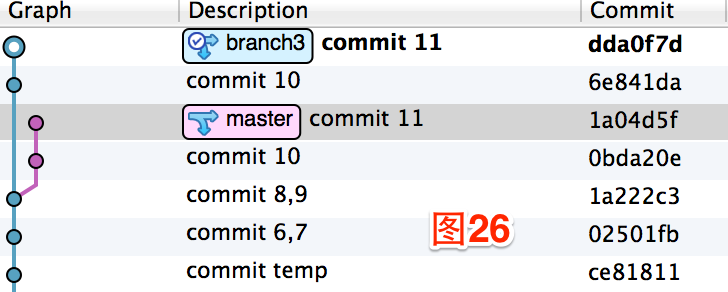 Graph Description Commit
branch3 commit 11 dda0f7d
commit 10 6e841da
master commit 11 1a04d5f
commit 10 0bda20e
commit 8,9 1a222c3
commit 6,7 02501fb
图26
commit temp ce81811